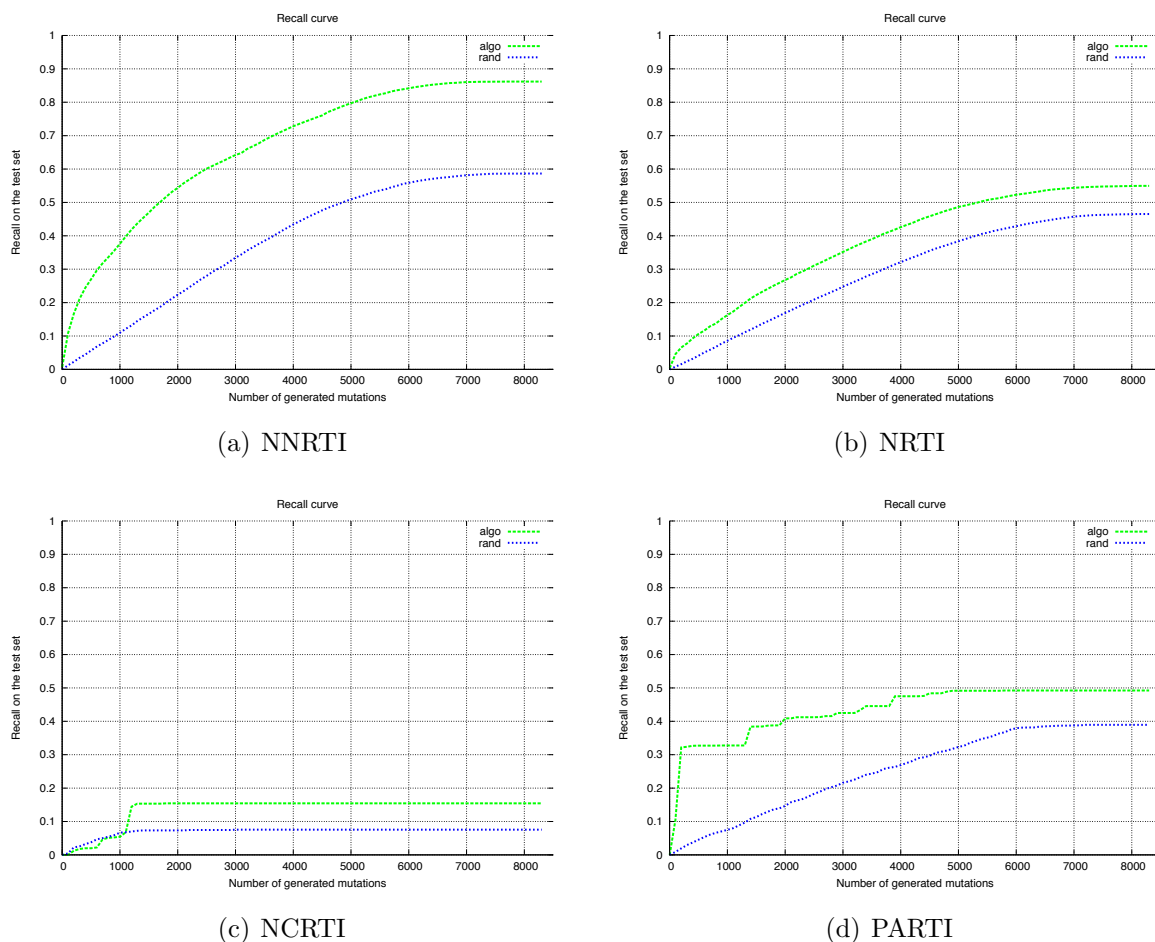 Recall curve
1
0.9
0.8
0.7
0.6
0.5
0.4
0.3
0.2
0.1
0
Recall on the test set
algo
rand
0 1000 2000 3000 4000 5000 6000 7000 8000
Number of generated mutations
(a) NNRTI
Recall curve
1
0.9
0.8
0.7
0.6
0.5
0.4
0.3
0.2
0.1
0
Recall on the test set
algo
rand
0 1000 2000 3000 4000 5000 6000 7000 8000
Number of generated mutations
(b) NRTI
Recall curve
1
0.9
0.8
0.7
0.6
0.5
0.4
0.3
0.2
0.1
0
Recall on the test set
algo
rand
0 1000 2000 3000 4000 5000 6000 7000 8000
Number of generated mutations
(c) NCRTI
Recall curve
1
0.9
0.8
0.7
0.6
0.5
0.4
0.3
0.2
0.1
0
Recall on the test set
algo
rand
0 1000 2000 3000 4000 5000 6000 7000 8000
Number of generated mutations
(d) PARTI